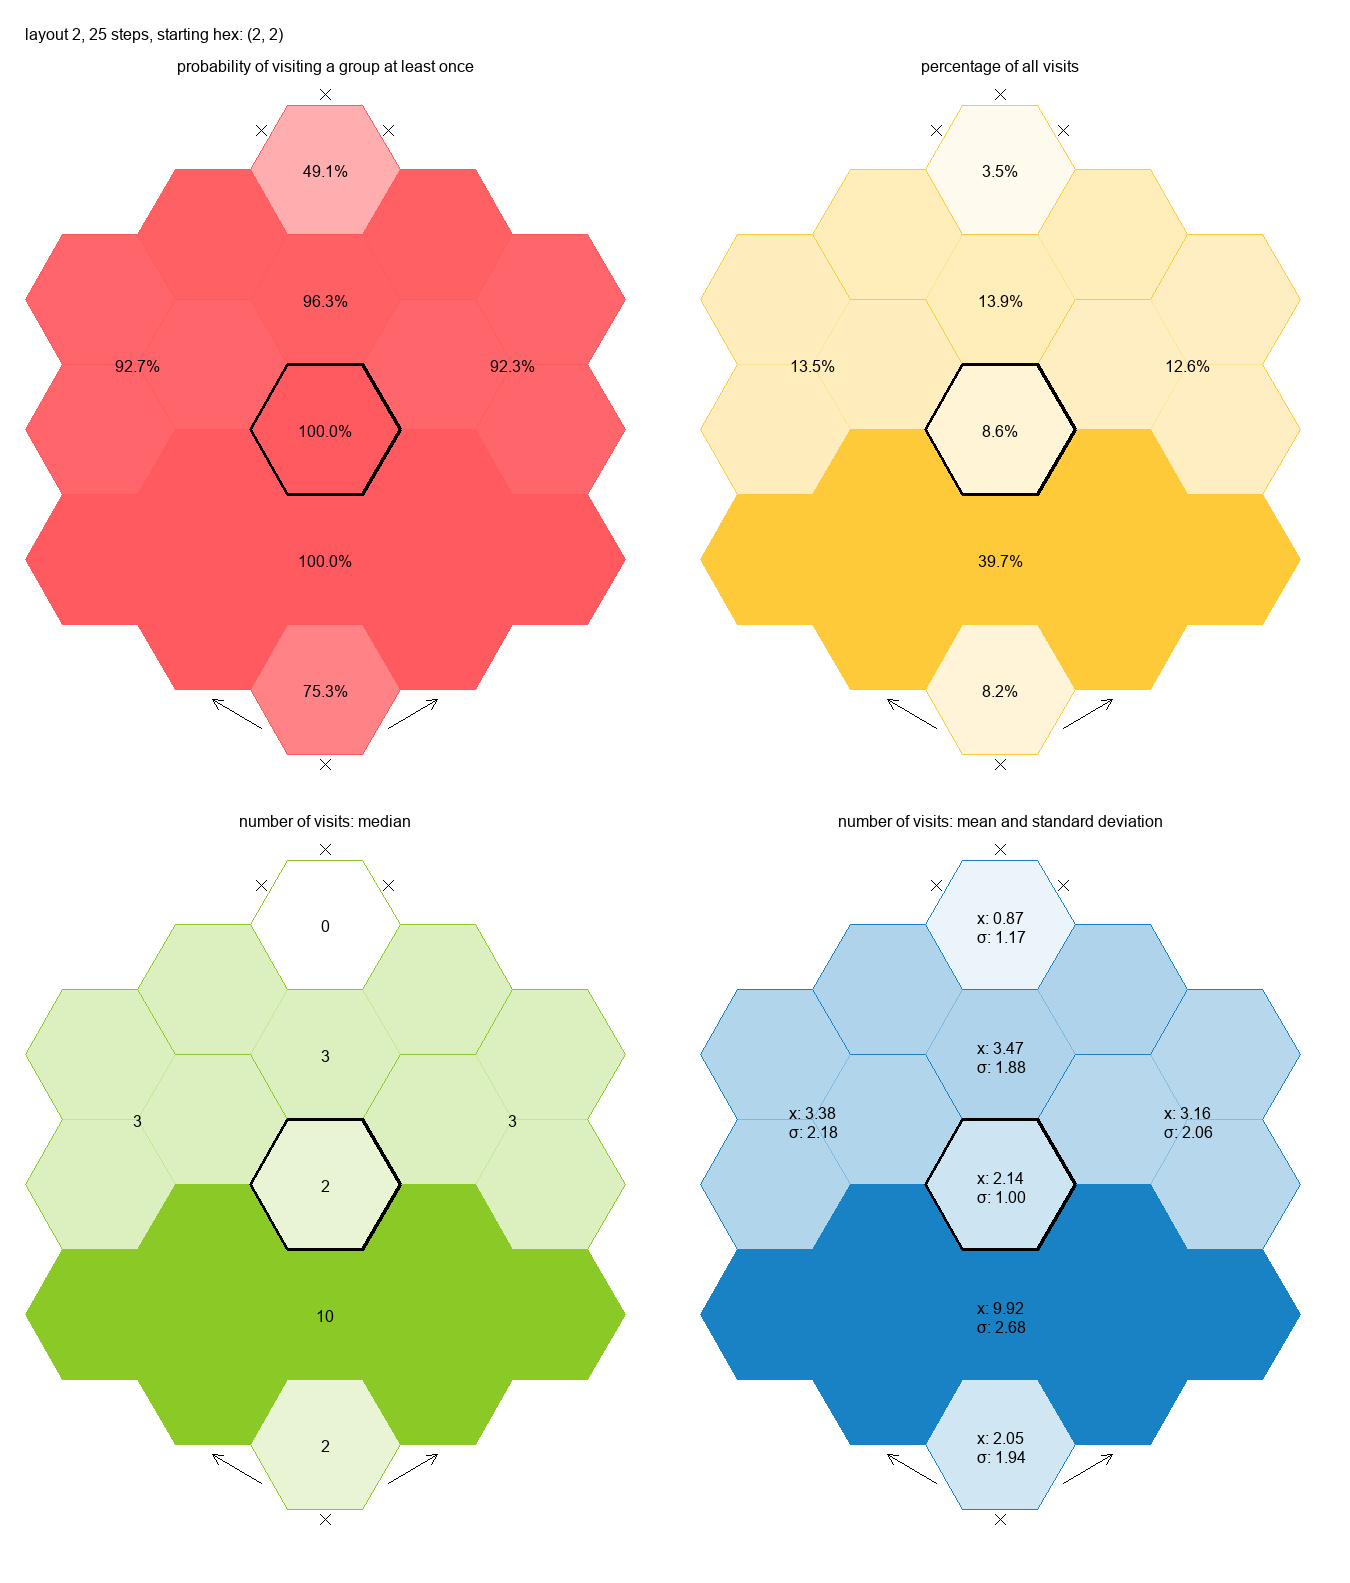 layout 2, 25 steps, starting hex: (2, 2)
probability of visiting a group at least once
49.1%
96.3%
92.7%
92.3%
100.0%
100.0%
75.3%
percentage of all visits
3.5%
13.9%
13.5%
12.6%
8.6%
39.7%
8.2%
number of visits: median
0
3
3
3
2
10
2
number of visits: mean and standard deviation
x: 0.87
σ: 1.17
x: 3.47
σ: 1.88
x: 3.38
σ: 2.18
x: 3.16
σ: 2.06
x: 2.14
σ: 1.00
x: 9.92
σ: 2.68
x: 2.05
σ: 1.94